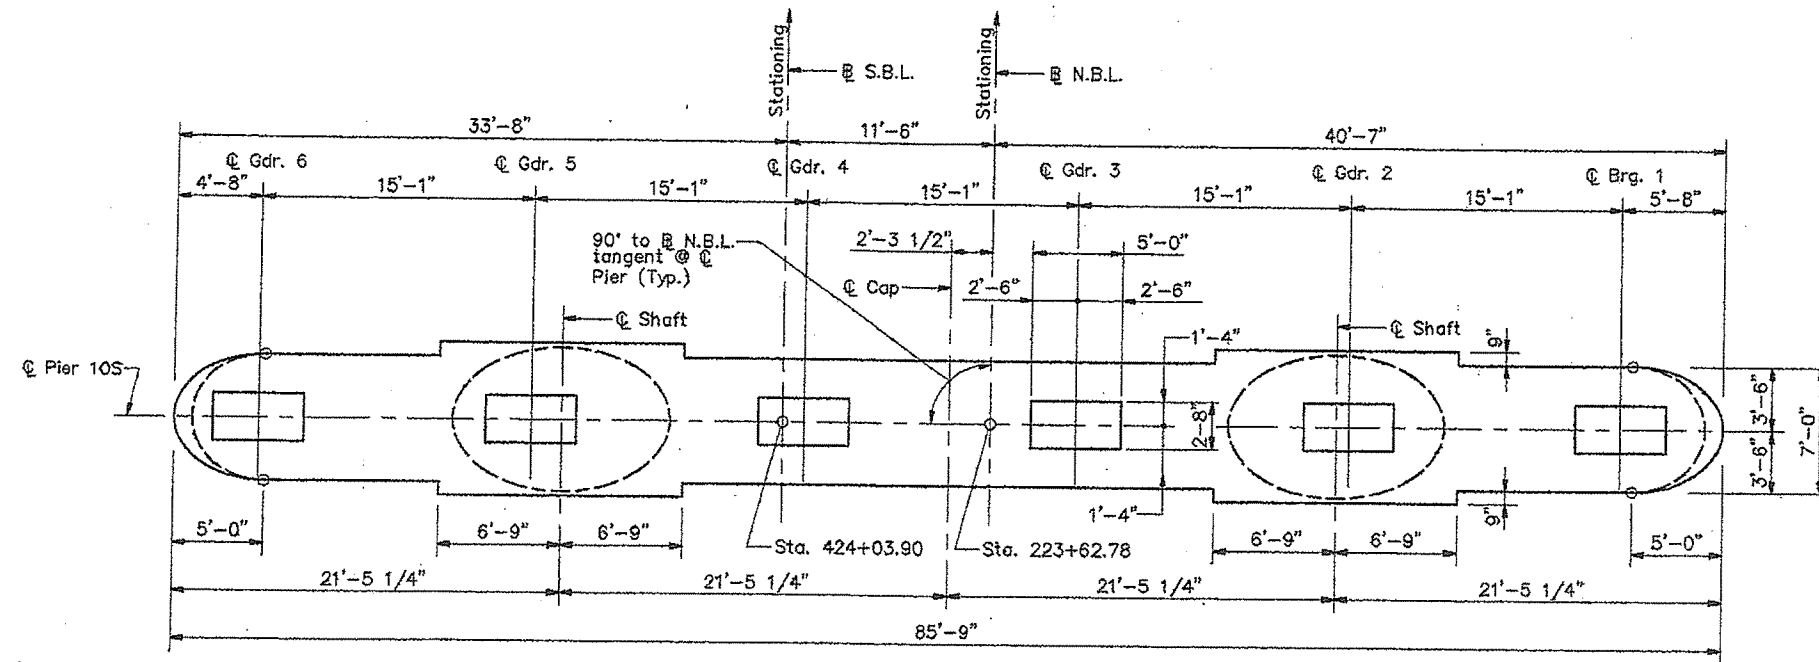 Stationing
℄ S.B.L.
Stationing
℄ N.B.L.
33'-8"
11'-6"
40'-7"
℄ Gdr. 6
℄ Gdr. 5
℄ Gdr. 4
℄ Gdr. 3
℄ Gdr. 2
℄ Brg. 1
4'-8"
15'-1"
15'-1"
15'-1"
15'-1"
15'-1"
5'-8"
90° to ℄ N.B.L.
tangent @ ℄
Pier (Typ.)
2'-3 1/2"
5'-0"
℄ Cap
2'-6"
2'-6"
℄ Shaft
℄ Shaft
1'-4"
9"
℄ Pier 10S
2'-8"
3'-6"
3'-6"
7'-0"
1'-4"
9"
5'-0"
6'-9"
6'-9"
Sta. 424+03.90
Sta. 223+62.78
6'-9"
6'-9"
5'-0"
21'-5 1/4"
21'-5 1/4"
21'-5 1/4"
21'-5 1/4"
85'-9"